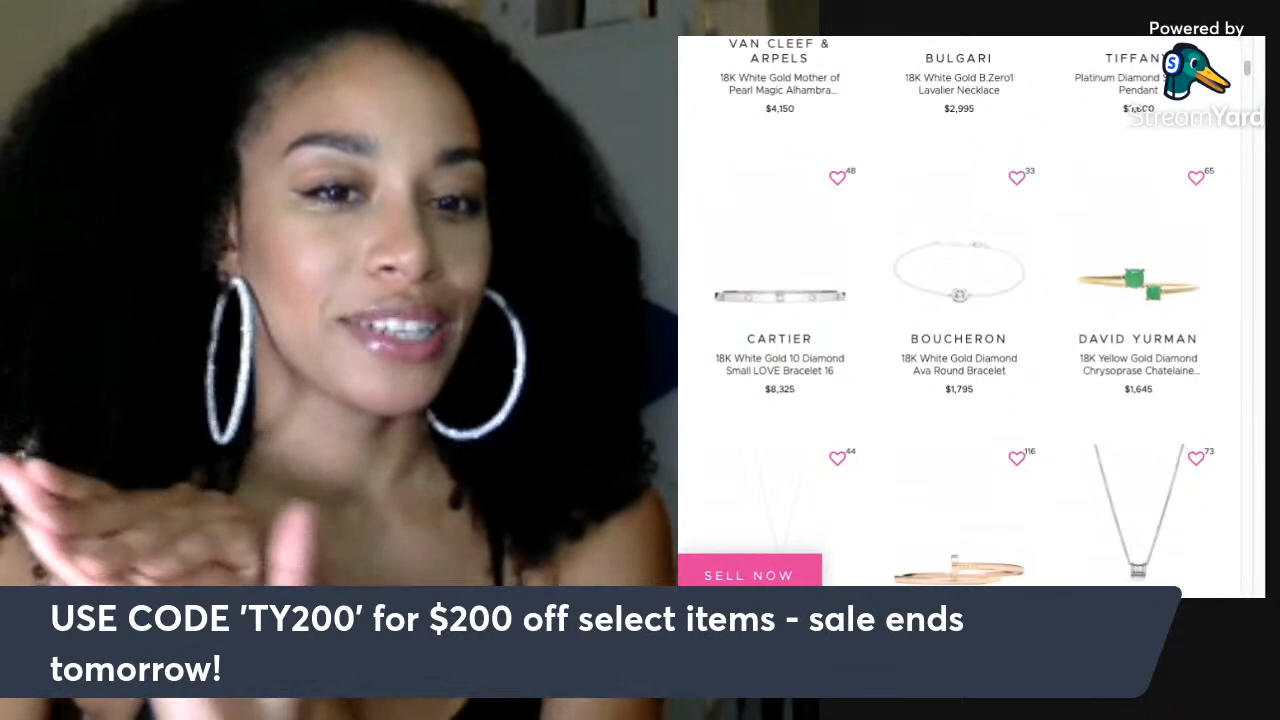 Powered by
StreamYard
VAN CLEEF &
ARPELS
18K White Gold Mother of
Pearl Magic Alhambra...
$4,150
BULGARI
18K White Gold B.Zero1
Lavalier Necklace
$2,995
TIFFAN
Platinum Diamond
Pendant
48
33
65
CARTIER
18K White Gold 10 Diamond
Small LOVE Bracelet 16
$8,325
BOUCHERON
18K White Gold Diamond
Ava Round Bracelet
$1,795
DAVID YURMAN
18K Yellow Gold Diamond
Chrysoprase Chatelaine...
$1,645
44
116
73
SELL NOW
USE CODE 'TY200' for $200 off select items - sale ends
tomorrow!